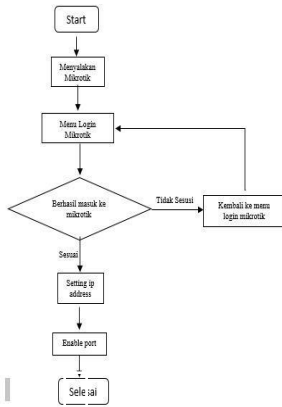 Start
Menyalakan
Mikrotik
Menu Login
Mikrotik
Berhasil masuk ke
mikrotik
Tidak Sesusi
Kembali ke menu
login mikrotik
Sesuai
Setting ip
address
Enable port
Selesai